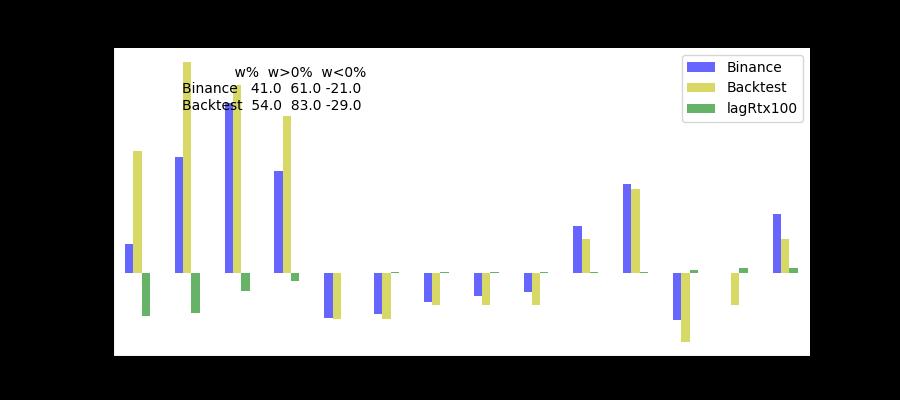 w%  w>0%  w<0%
Binance   41.0  61.0 -21.0
Backtest  54.0  83.0 -29.0
Binance
Backtest
lagRtx100